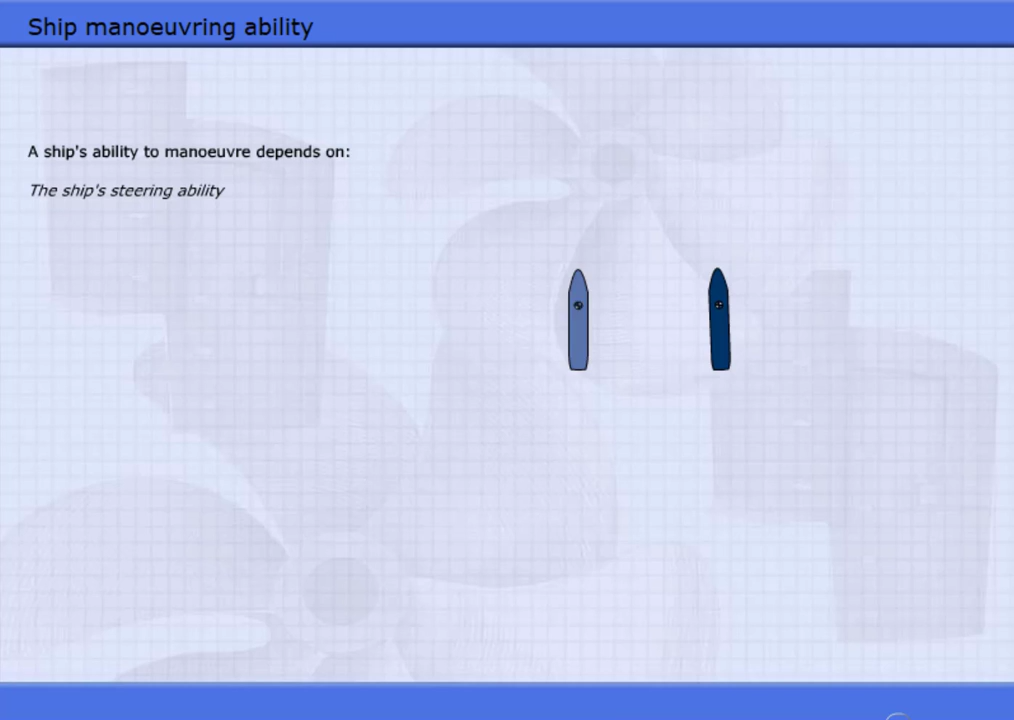 Ship manoeuvring ability
A ship's ability to manoeuvre depends on:
The ship's steering ability